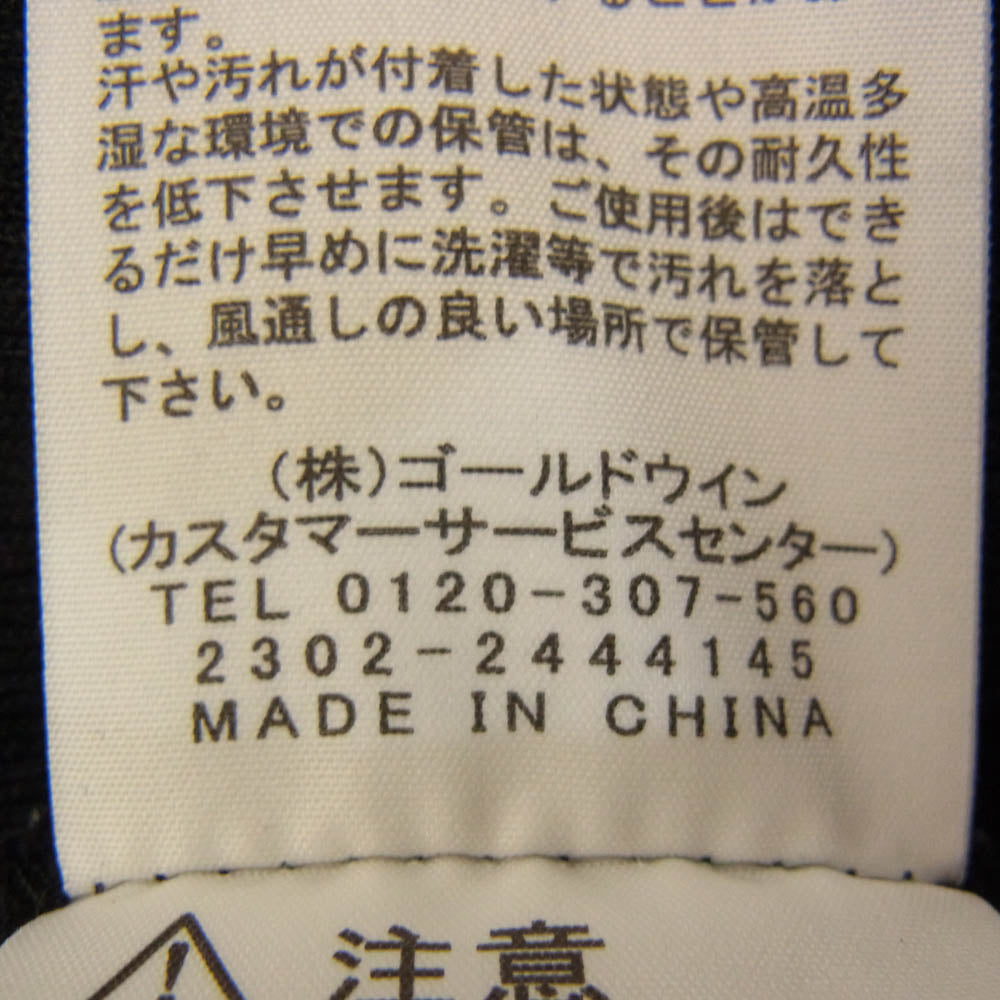 ます。
汗や汚れが付着した状態や高温多
湿な環境での保管は、その耐久性
を低下させます。ご使用後はでき
るだけ早めに洗濯等で汚れを落と
し、風通しの良い場所で保管して
下さい。
(株)ゴールドウイン
(カスタマーサービスセンター)
TEL 0120-307-560
2302-2444145
MADE IN CHINA
注意